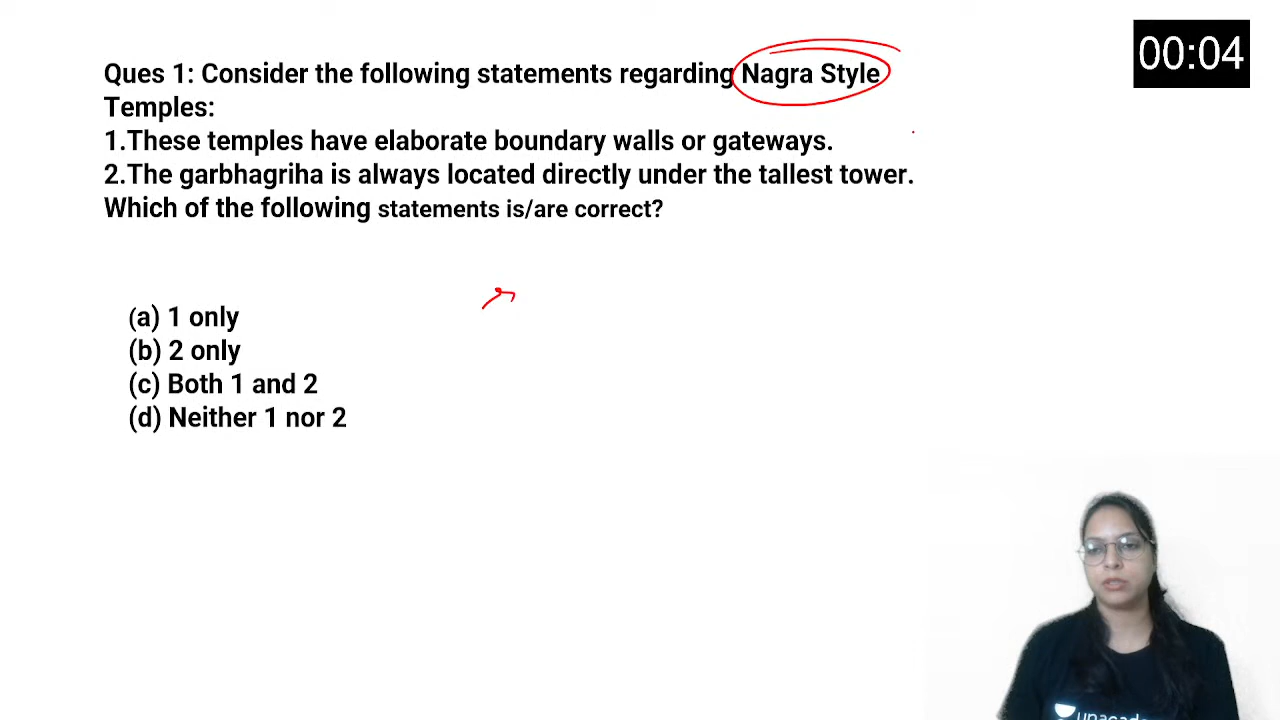 00:04
Ques 1: Consider the following statements regarding Nagra Style
Temples:
1.These temples have elaborate boundary walls or gateways.
2.The garbhagriha is always located directly under the tallest tower.
Which of the following statements is/are correct?
(a) 1 only
(b) 2 only
(c) Both 1 and 2
(d) Neither 1 nor 2